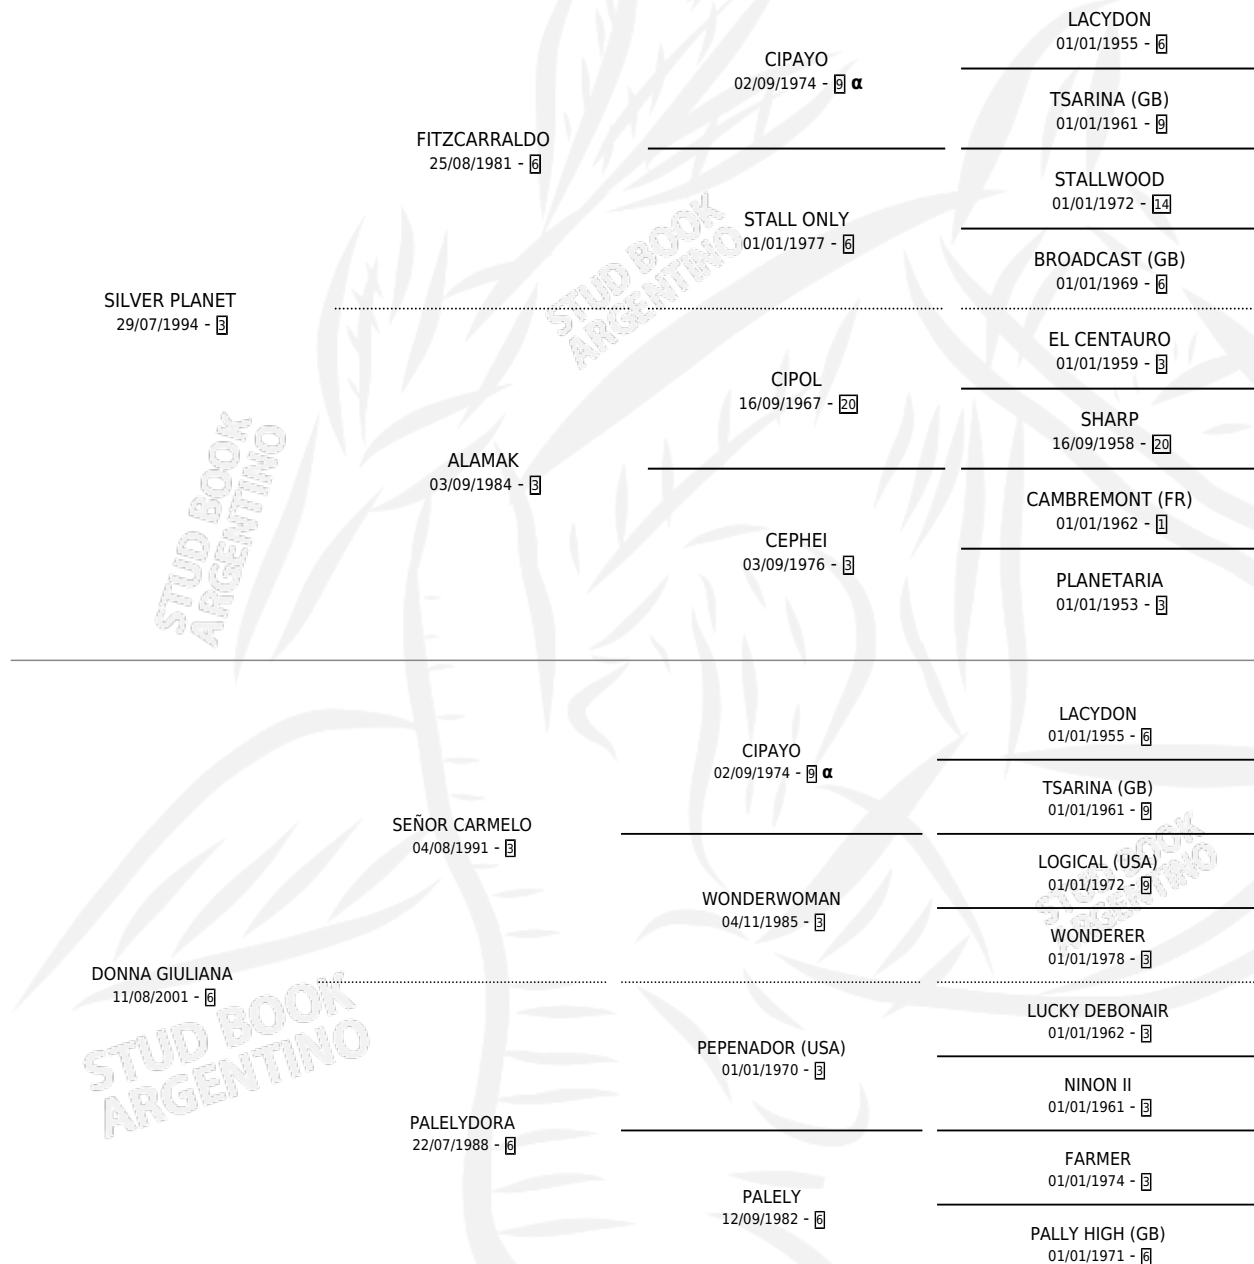 SILVER PLANET
29/07/1994 - 3
FITZCARRALDO
25/08/1981 - 6
CIPAYO
02/09/1974 - 9 α
LACYDON
01/01/1955 - 6
TSARINA (GB)
01/01/1961 - 9
STALL ONLY
01/01/1977 - 6
STALLWOOD
01/01/1972 - 14
BROADCAST (GB)
01/01/1969 - 6
ALAMAK
03/09/1984 - 3
CIPOL
16/09/1967 - 20
EL CENTAURO
01/01/1959 - 3
SHARP
16/09/1958 - 20
CEPHEI
03/09/1976 - 3
CAMBREMONT (FR)
01/01/1962 - 1
PLANETARIA
01/01/1953 - 3
STUD BOOK
ARGENTINO
STUD BOOK
ARGENTINO
DONNA GIULIANA
11/08/2001 - 6
SEÑOR CARMELO
04/08/1991 - 3
CIPAYO
02/09/1974 - 9 α
LACYDON
01/01/1955 - 6
TSARINA (GB)
01/01/1961 - 9
WONDERWOMAN
04/11/1985 - 3
LOGICAL (USA)
01/01/1972 - 9
WONDERER
01/01/1978 - 3
PALELYDORA
22/07/1988 - 6
PEPENADOR (USA)
01/01/1970 - 3
LUCKY DEBONAIR
01/01/1962 - 3
NINON II
01/01/1961 - 3
PALELY
12/09/1982 - 6
FARMER
01/01/1974 - 3
PALLY HIGH (GB)
01/01/1971 - 6
STUD BOOK
ARGENTINO
STUD BOOK
ARGENTINO